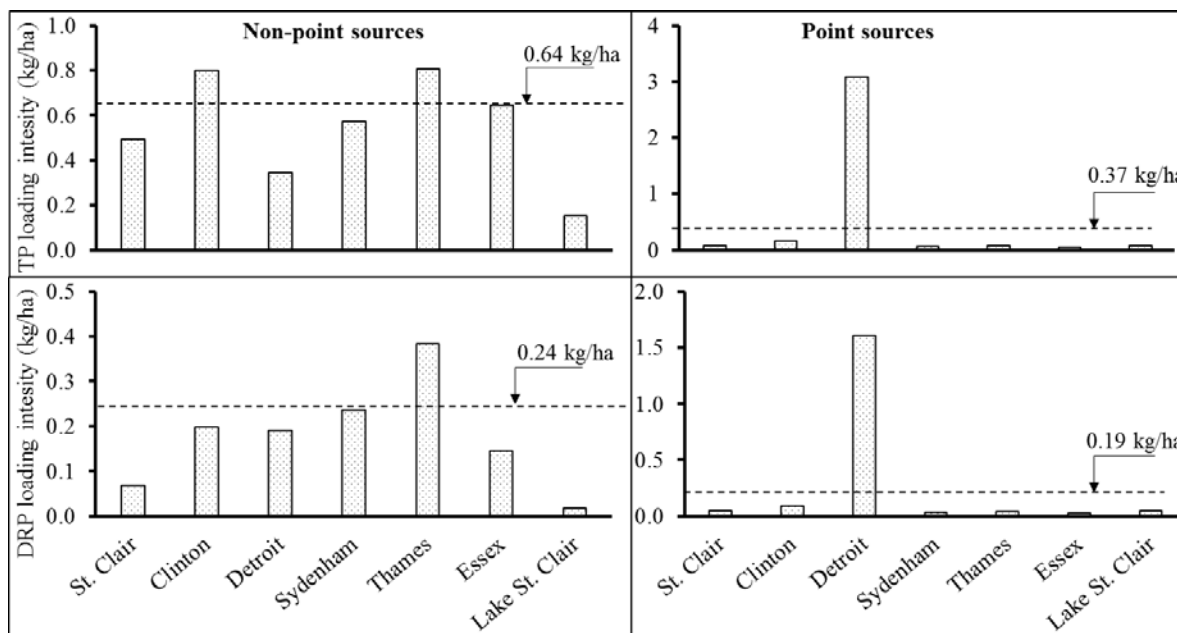 Non-point sources
TP loading intesity (kg/ha)
1.0
0.8
0.6
0.4
0.2
0.0
0.64 kg/ha
Point sources
4
3
2
1
0
0.37 kg/ha
DRP loading intesity (kg/ha)
0.5
0.4
0.3
0.2
0.1
0.0
0.24 kg/ha
St. Clair
Clinton
Detroit
Sydenham
Thames
Essex
Lake St. Clair
2.0
1.5
1.0
0.5
0.0
0.19 kg/ha
St. Clair
Clinton
Detroit
Sydenham
Thames
Essex
Lake St. Clair